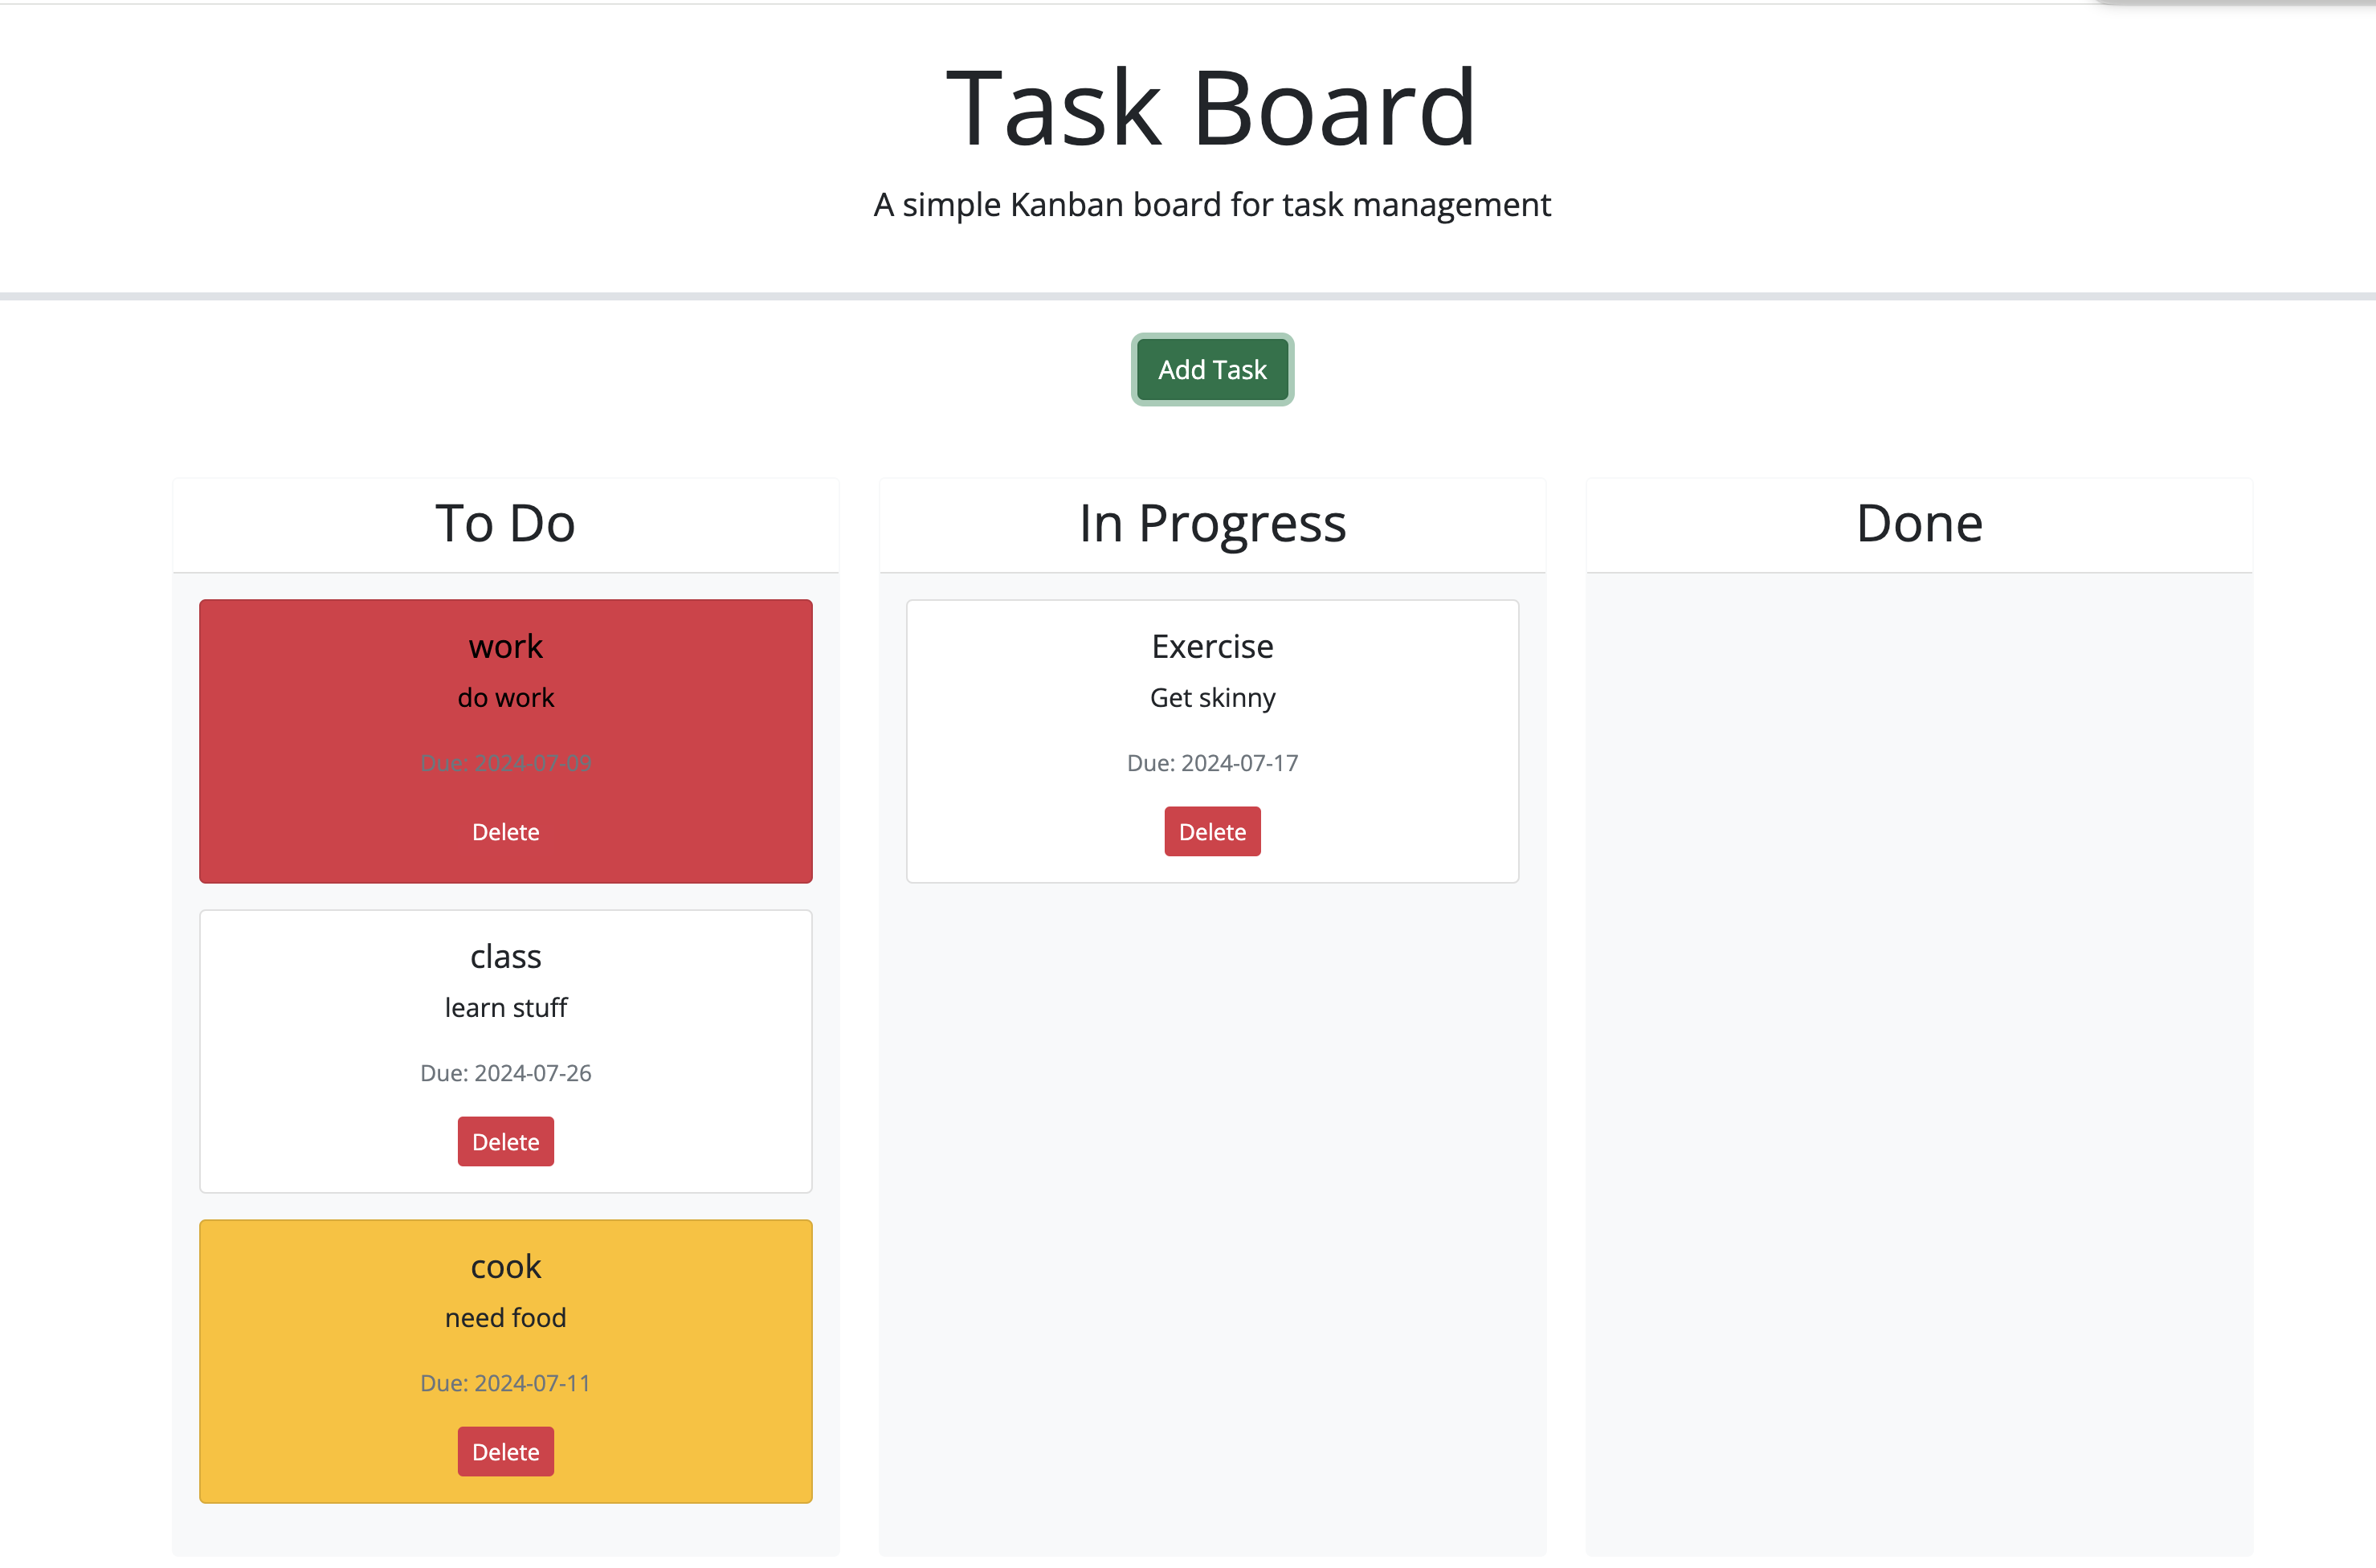 Task Board
A simple Kanban board for task management
Add Task
To Do
work
do work
Due: 2024-07-09
Delete
class
learn stuff
Due: 2024-07-26
Delete
cook
need food
Due: 2024-07-11
Delete
In Progress
Exercise
Get skinny
Due: 2024-07-17
Delete
Done